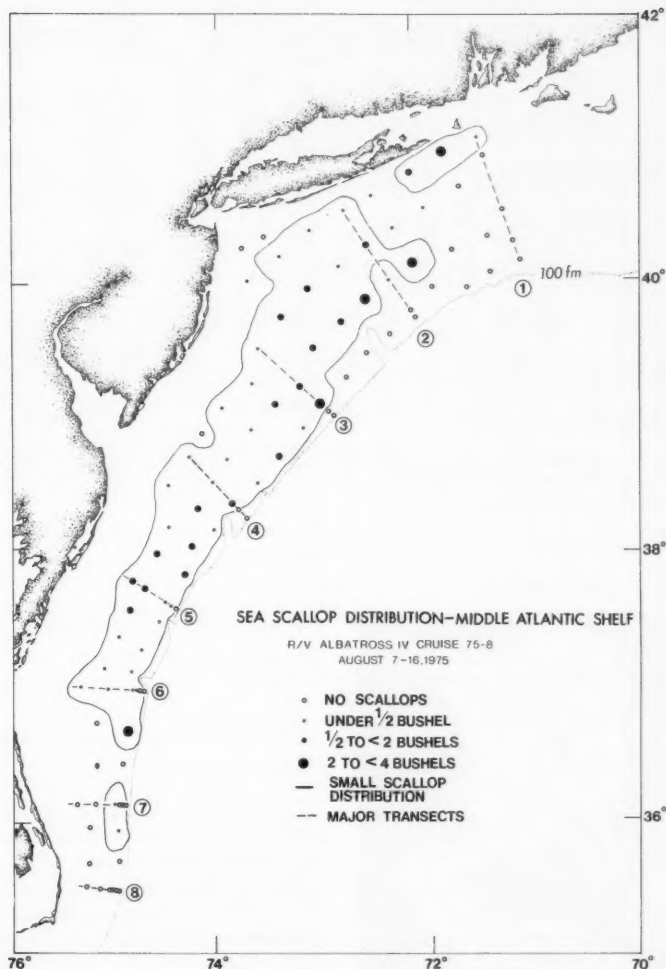 42°
100 fm
40°
①
②
③
④
38°
⑤
SEA SCALLOP DISTRIBUTION—MIDDLE ATLANTIC SHELF
R/V ALBATROSS IV CRUISE 75-8
AUGUST 7-16, 1975
⑥
NO SCALLOPS
UNDER 1/2 BUSHEL
1/2 TO < 2 BUSHELS
2 TO < 4 BUSHELS
SMALL SCALLOP
DISTRIBUTION
MAJOR TRANSECTS
⑦
36°
⑧
76°
74°
72°
70°